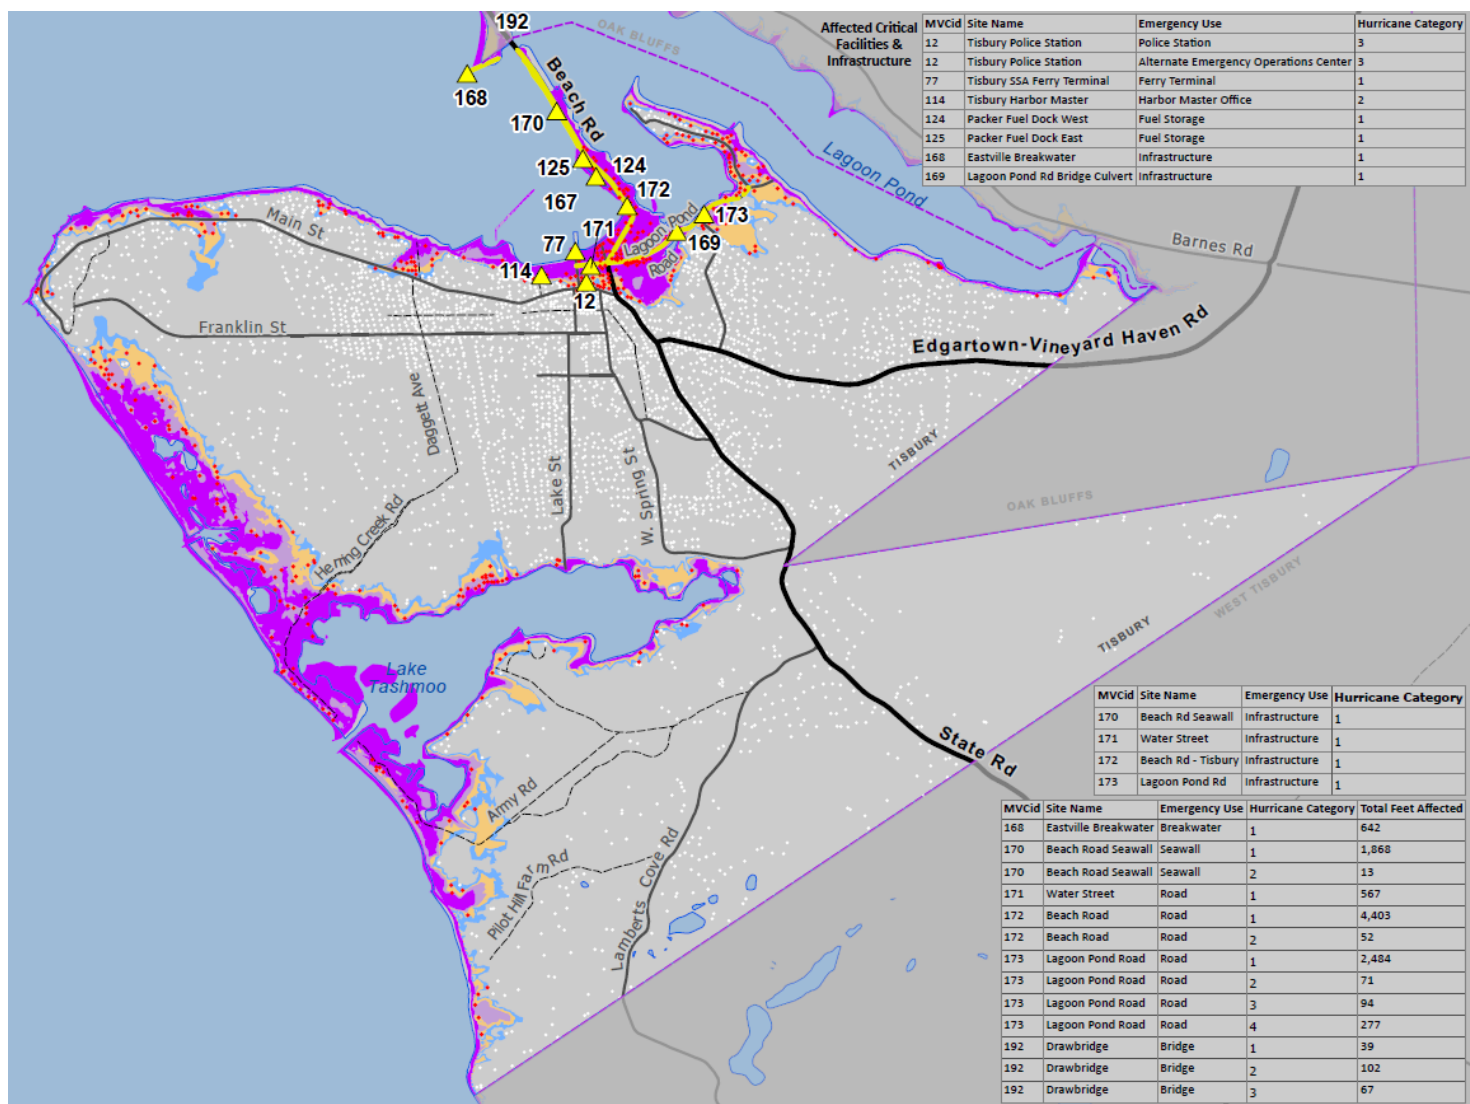 192
OAK BLUFFS
Affected Critical
Facilities &
Infrastructure
MVCid Site Name Emergency Use Hurricane Category
12 Tisbury Police Station Police Station 3
12 Tisbury Police Station Alternate Emergency Operations Center 3
77 Tisbury SSA Ferry Terminal Ferry Terminal 1
114 Tisbury Harbor Master Harbor Master Office 2
124 Packer Fuel Dock West Fuel Storage 1
125 Packer Fuel Dock East Fuel Storage 1
168 Eastville Breakwater Infrastructure 1
169 Lagoon Pond Rd Bridge Culvert Infrastructure 1
Beach Rd
168
170
125
124
Lagoon Pond
167
172
173
171
Lagoon Pond
Road
169
77
114
12
Main St
Barnes Rd
Franklin St
Edgartown-Vineyard Haven Rd
Daggett Ave
TISBURY
Lake St
W. Spring St
OAK BLUFFS
Herring Creek Rd
WEST TISBURY
TISBURY
Lake
Tashmoo
MVCid Site Name Emergency Use Hurricane Category
170 Beach Rd Seawall Infrastructure 1
171 Water Street Infrastructure 1
172 Beach Rd - Tisbury Infrastructure 1
173 Lagoon Pond Rd Infrastructure 1
State Rd
Army Rd
Pilot Hill Farm Rd
Lamberts Cove Rd
MVCid Site Name Emergency Use Hurricane Category Total Feet Affected
168 Eastville Breakwater Breakwater 1 642
170 Beach Road Seawall Seawall 1 1,868
170 Beach Road Seawall Seawall 2 13
171 Water Street Road 1 567
172 Beach Road Road 1 4,403
172 Beach Road Road 2 52
173 Lagoon Pond Road Road 1 2,484
173 Lagoon Pond Road Road 2 71
173 Lagoon Pond Road Road 3 94
173 Lagoon Pond Road Road 4 277
192 Drawbridge Bridge 1 39
192 Drawbridge Bridge 2 102
192 Drawbridge Bridge 3 67